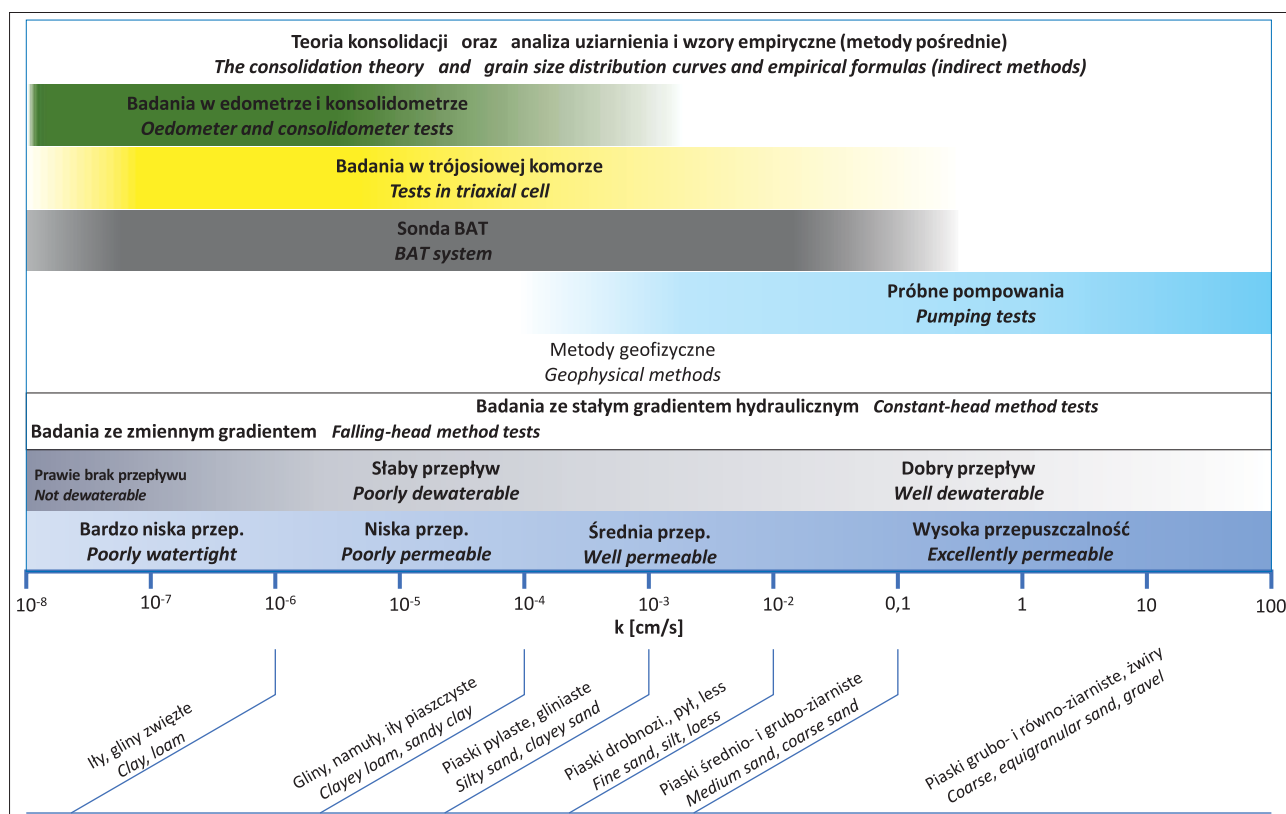 Teoria konsolidacji oraz analiza uziarnienia i wzory empiryczne (metody pośrednie)
The consolidation theory and grain size distribution curves and empirical formulas (indirect methods)
Badania w edometrze i konsolidometrze
Oedometer and consolidometer tests
Badania w trójosiowej komorze
Tests in triaxial cell
Sonda BAT
BAT system
Próbne pompowania
Pumping tests
Metody geofizyczne
Geophysical methods
Badania ze stałym gradientem hydraulicznym Constant-head method tests
Badania ze zmiennym gradientem Falling-head method tests
Prawie brak przepływu
Not dewaterable
Słaby przepływ
Poorly dewaterable
Dobry przepływ
Well dewaterable
Bardzo niska przep.
Poorly watertight
Niska przep.
Poorly permeable
Średnia przep.
Well permeable
Wysoka przepuszczalność
Excellently permeable
10⁻⁸ 10⁻⁷ 10⁻⁶ 10⁻⁵ 10⁻⁴ 10⁻³ 10⁻² 0,1 1 10 100
k [cm/s]
Iły, gliny zwięzłe
Clay, loam
Gliny, namuły, iły piaszczyste
Clayey loam, sandy clay
Piaski pylaste, gliniaste
Silty sand, clayey sand
Piaski drobnozi., pył, less
Fine sand, silt, loess
Piaski średnio- i grubo-ziarniste
Medium sand, coarse sand
Piaski grubo- i równo-ziarniste, żwiry
Coarse, equigranular sand, gravel